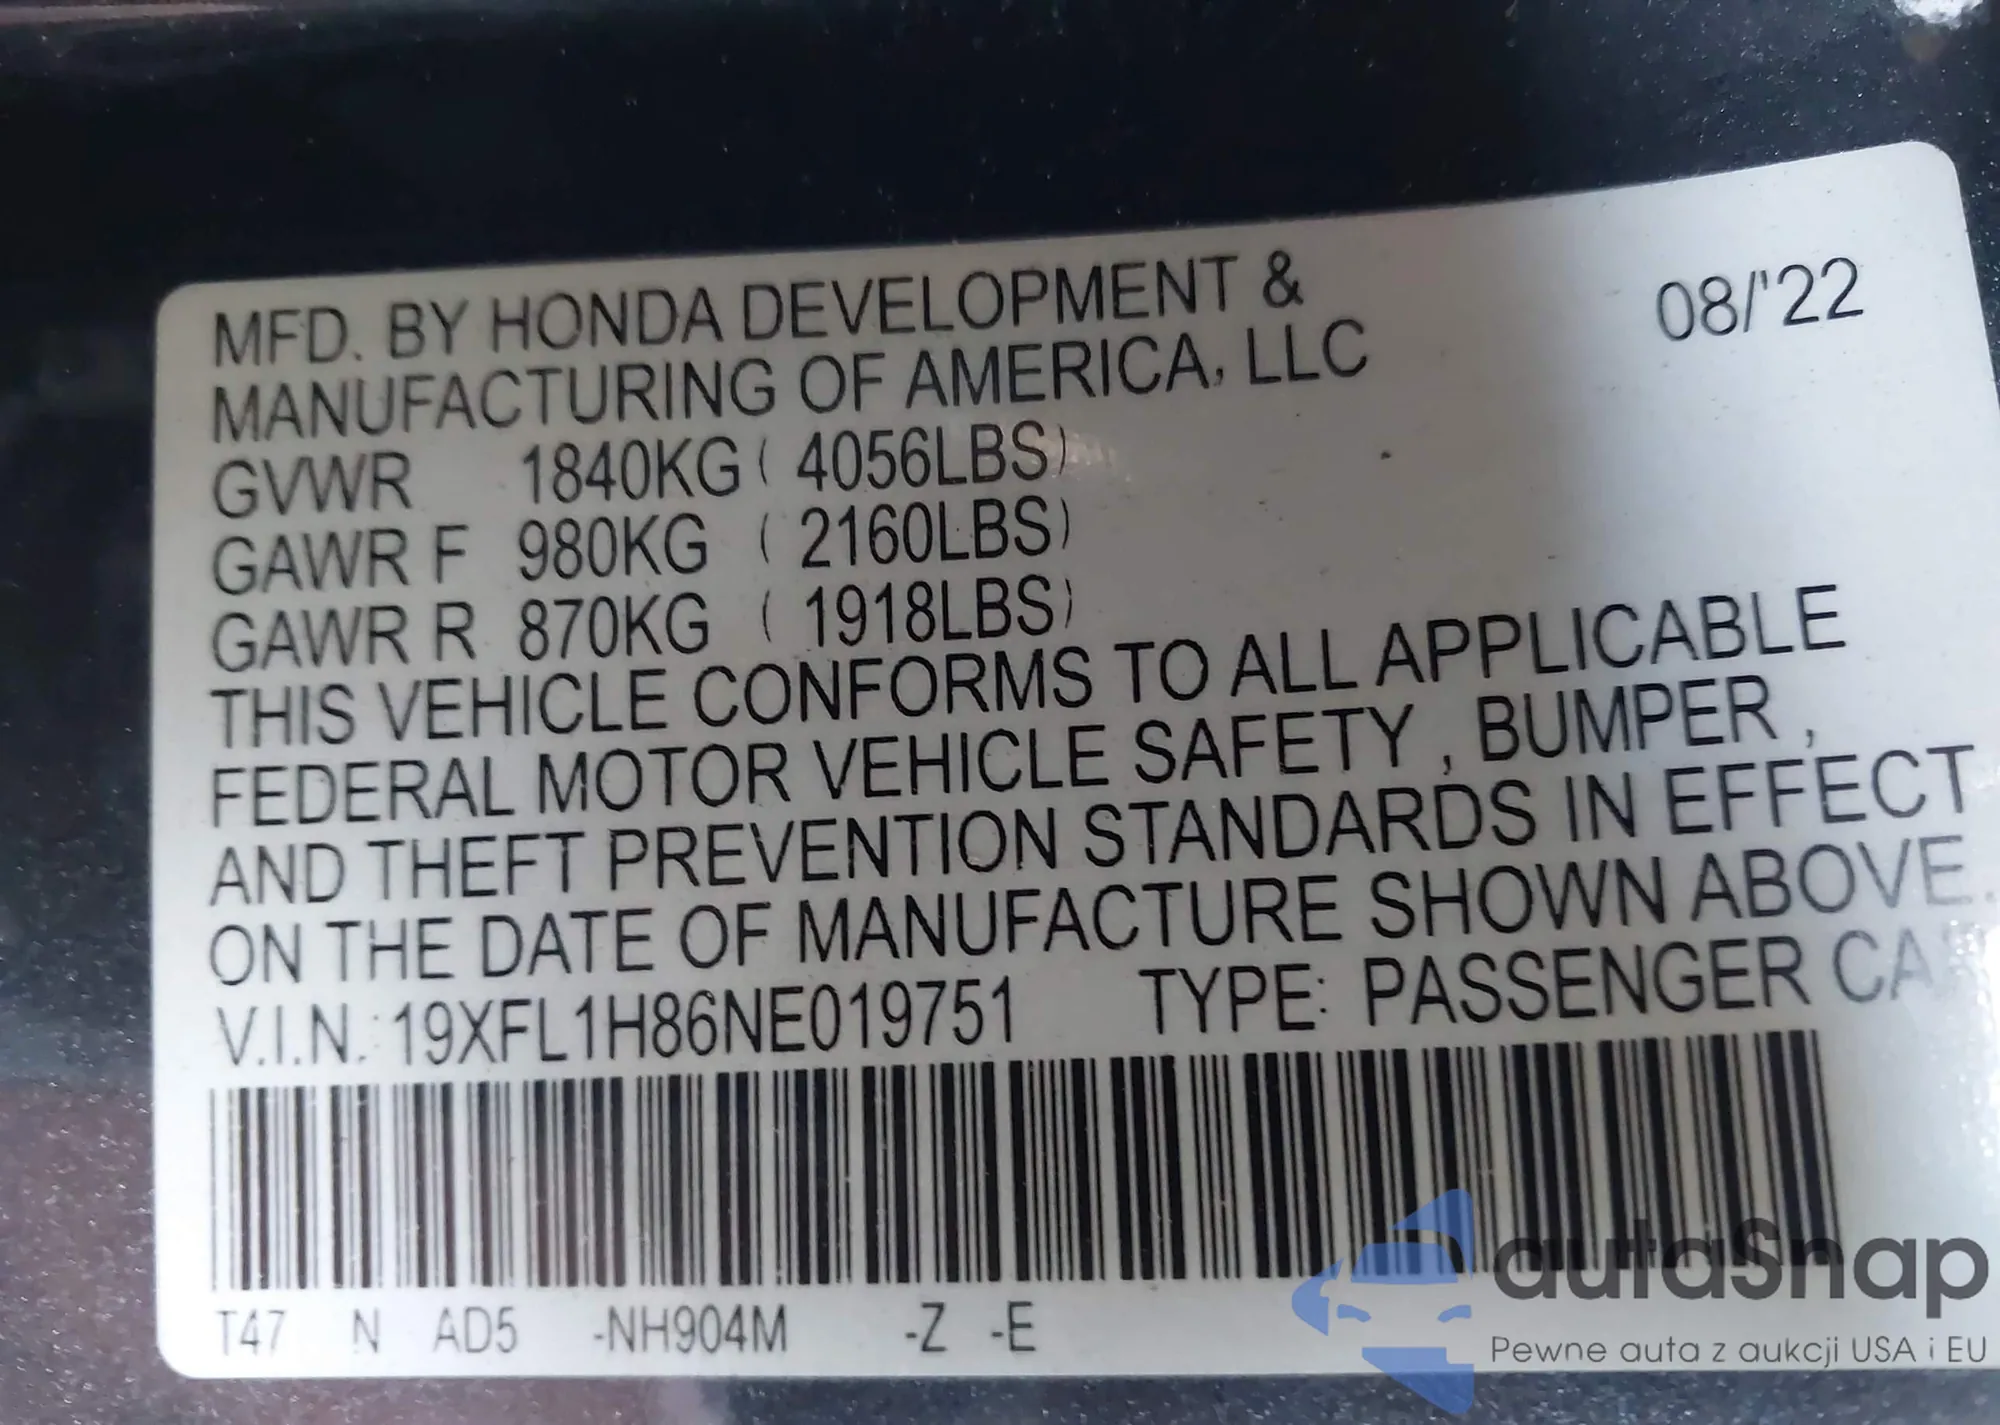 MFD. BY HONDA DEVELOPMENT &
MANUFACTURING OF AMERICA, LLC
08/'22
GVWR 1840KG ( 4056LBS)
GAWR F 980KG ( 2160LBS)
GAWR R 870KG ( 1918LBS)
THIS VEHICLE CONFORMS TO ALL APPLICABLE
FEDERAL MOTOR VEHICLE SAFETY , BUMPER ,
AND THEFT PREVENTION STANDARDS IN EFFECT
ON THE DATE OF MANUFACTURE SHOWN ABOVE.
V.I.N.: 19XFL1H86NE019751 TYPE: PASSENGER CA
T47 N AD5 -NH904M -Z -E
autaSnap
Pewne auta z aukcji USA i EU